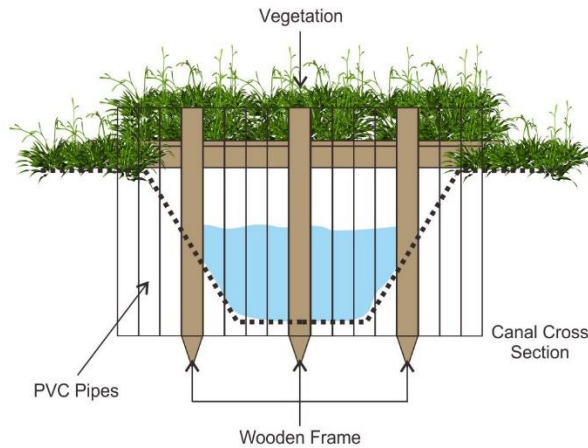 Vegetation
Canal Cross
Section
PVC Pipes
Wooden Frame